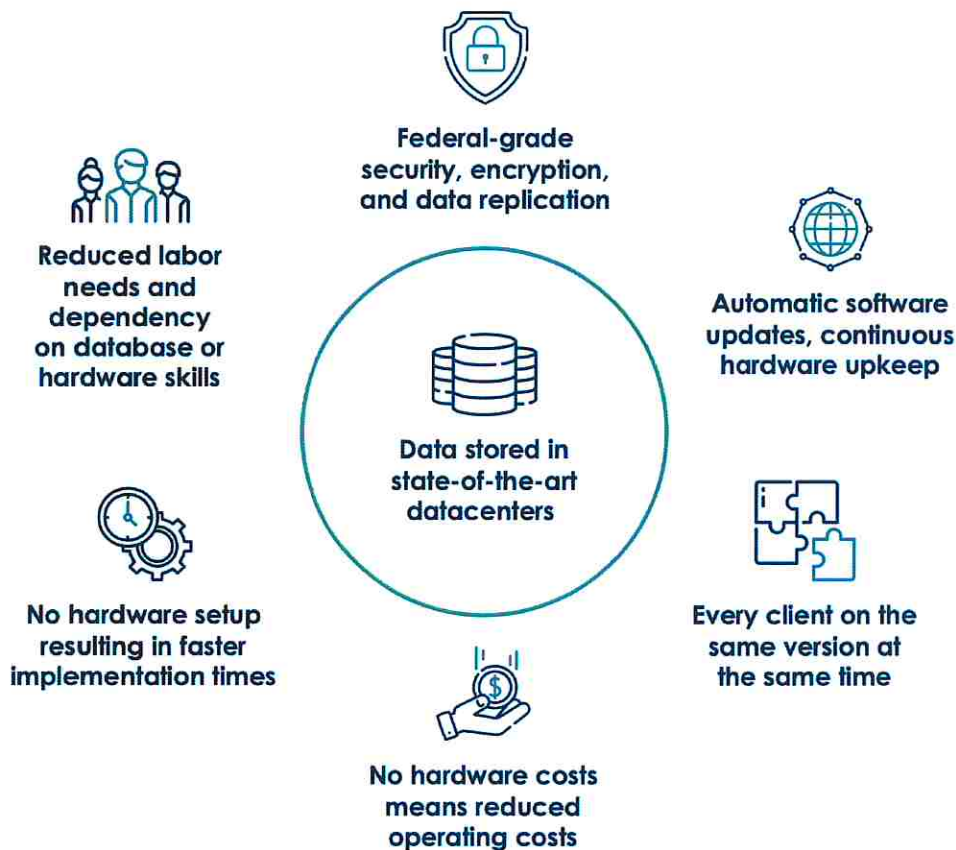 Federal-grade
security, encryption,
and data replication
Automatic software
updates, continuous
hardware upkeep
Every client on the
same version at
the same time
No hardware costs
means reduced
operating costs
$
No hardware setup
resulting in faster
implementation times
Reduced labor
needs and
dependency
on database or
hardware skills
Data stored in
state-of-the-art
datacenters